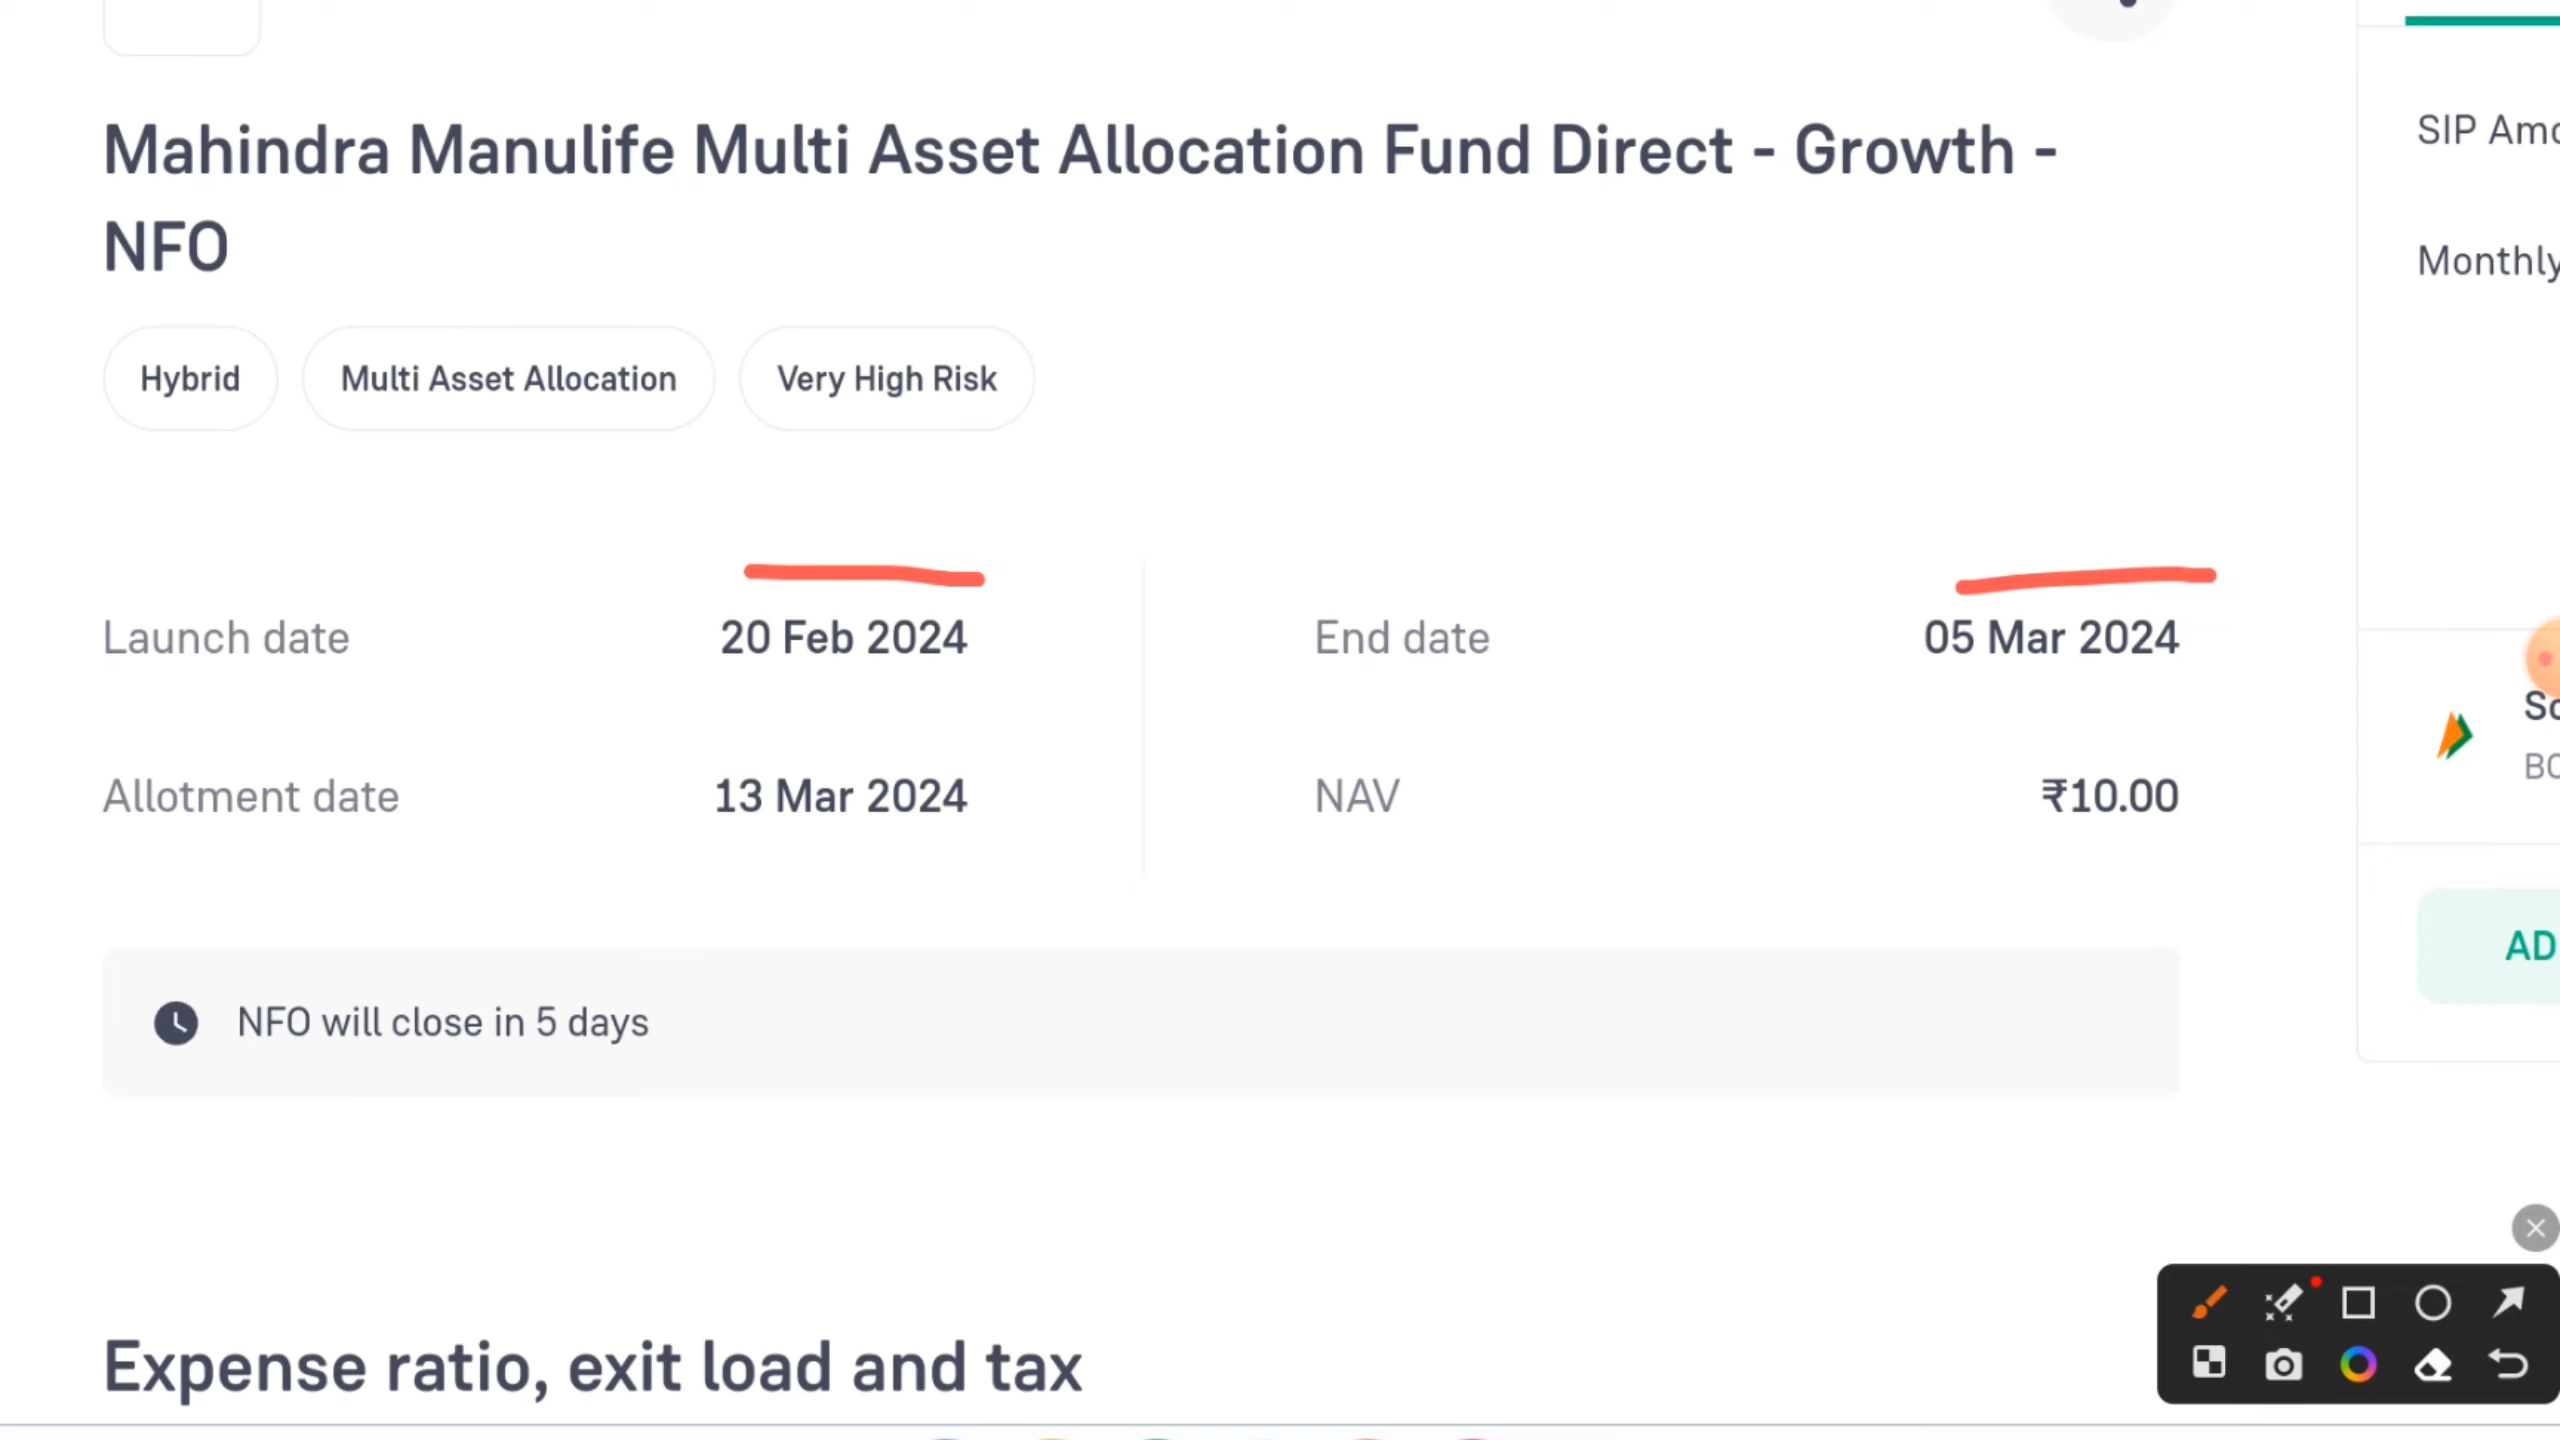 Mahindra Manulife Multi Asset Allocation Fund Direct - Growth -
NFO
Hybrid
Multi Asset Allocation
Very High Risk
Launch date
20 Feb 2024
End date
05 Mar 2024
Allotment date
13 Mar 2024
NAV
₹10.00
NFO will close in 5 days
Expense ratio, exit load and tax
SIP
Monthly